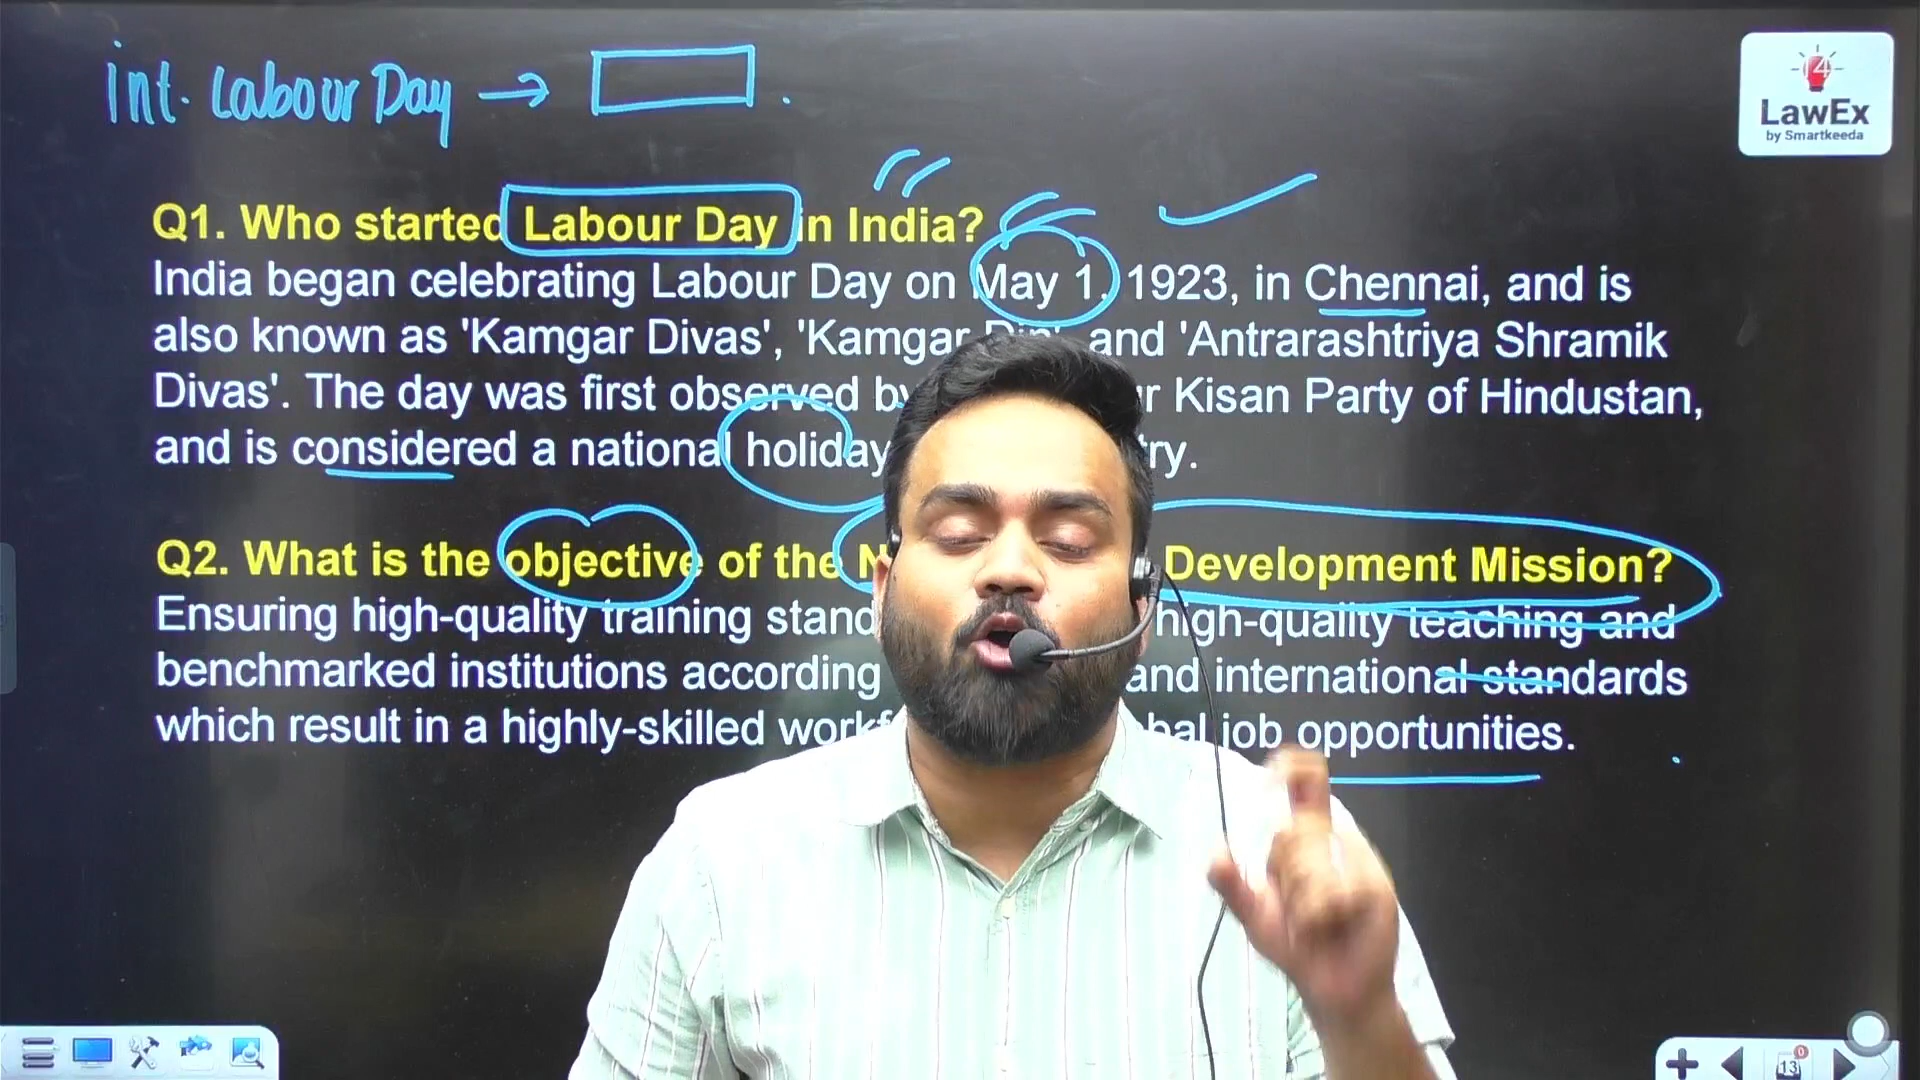 int. Labour Day →
14
LawEx
by Smartkeeda
Q1. Who started Labour Day in India?
India began celebrating Labour Day on May 1, 1923, in Chennai, and is
also known as 'Kamgar Divas', 'Kamgar Din', and 'Antrarashtriya Shramik
Divas'. The day was first observed by Kisan Party of Hindustan,
and is considered a national holiday
Q2. What is the objective of the Development Mission?
Ensuring high-quality training high-quality teaching and
benchmarked institutions according and international standards
which result in a highly-skilled job opportunities.
13
0